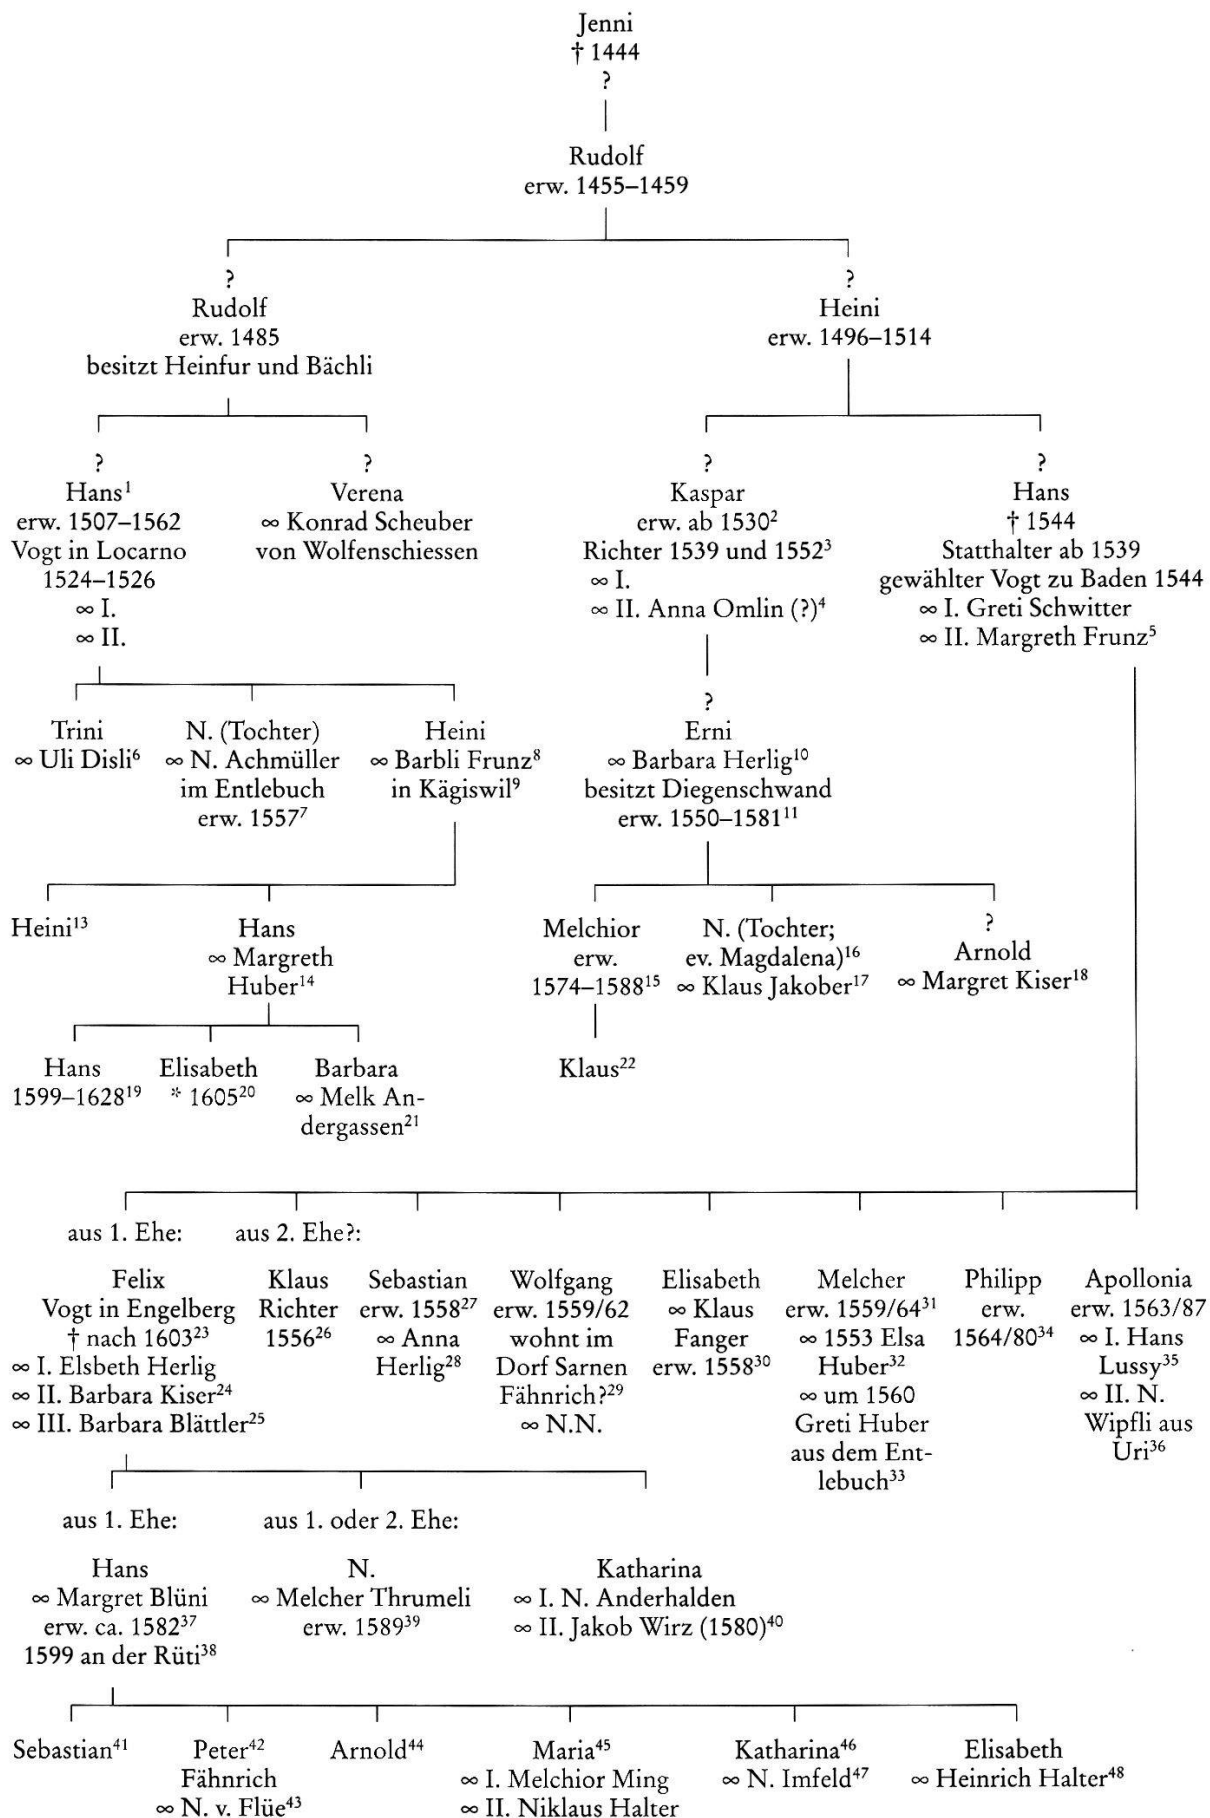 Jenni
† 1444
?
Rudolf
erw. 1455–1459
?
Rudolf
erw. 1485
besitzt Heinfur und Bächli
?
Heini
erw. 1496–1514
?
Hans¹
erw. 1507–1562
Vogt in Locarno
1524–1526
∞ I.
∞ II.
?
Verena
∞ Konrad Scheuber
von Wolfenschiessen
?
Kaspar
erw. ab 1530²
Richter 1539 und 1552³
∞ I.
∞ II. Anna Omlin (?)⁴
?
Hans
† 1544
Statthalter ab 1539
gewählter Vogt zu Baden 1544
∞ I. Greti Schwitter
∞ II. Margreth Frunz⁵
Trini
∞ Uli Disli⁶
N. (Tochter)
∞ N. Achmüller
im Entlebuch
erw. 1557⁷
Heini
∞ Barbli Frunz⁸
in Kägiswil⁹
?
Erni
∞ Barbara Herlig¹⁰
besitzt Diegenschwand
erw. 1550–1581¹¹
Heini¹³
Hans
∞ Margreth
Huber¹⁴
Melchior
erw.
1574–1588¹⁵
N. (Tochter;
ev. Magdalena)¹⁶
∞ Klaus Jakober¹⁷
?
Arnold
∞ Margret Kiser¹⁸
Hans
1599–1628¹⁹
Elisabeth
* 1605²⁰
Barbara
∞ Melk An-
dergassen²¹
Klaus²²
aus 1. Ehe:
aus 2. Ehe?:
Felix
Vogt in Engelberg
† nach 1603²³
∞ I. Elsbeth Herlig
∞ II. Barbara Kiser²⁴
∞ III. Barbara Blättler²⁵
Klaus
Richter
1556²⁶
Sebastian
erw. 1558²⁷
∞ Anna
Herlig²⁸
Wolfgang
erw. 1559/62
wohnt im
Dorf Sarnen
Fähnrich?²⁹
∞ N.N.
Elisabeth
∞ Klaus
Fanger
erw. 1558³⁰
Melcher
erw. 1559/64³¹
∞ 1553 Elsa
Huber³²
∞ um 1560
Greti Huber
aus dem Ent-
lebuch³³
Philipp
erw.
1564/80³⁴
Apollonia
erw. 1563/87
∞ I. Hans
Lussy³⁵
∞ II. N.
Wipfli aus
Uri³⁶
aus 1. Ehe:
aus 1. oder 2. Ehe:
Hans
∞ Margret Blüni
erw. ca. 1582³⁷
1599 an der Rüti³⁸
N.
∞ Melcher Thrumeli
erw. 1589³⁹
Katharina
∞ I. N. Anderhalden
∞ II. Jakob Wirz (1580)⁴⁰
Sebastian⁴¹
Peter⁴²
Fähnrich
∞ N. v. Flüe⁴³
Arnold⁴⁴
Maria⁴⁵
∞ I. Melchior Ming
∞ II. Niklaus Halter
Katharina⁴⁶
∞ N. Imfeld⁴⁷
Elisabeth
∞ Heinrich Halter⁴⁸